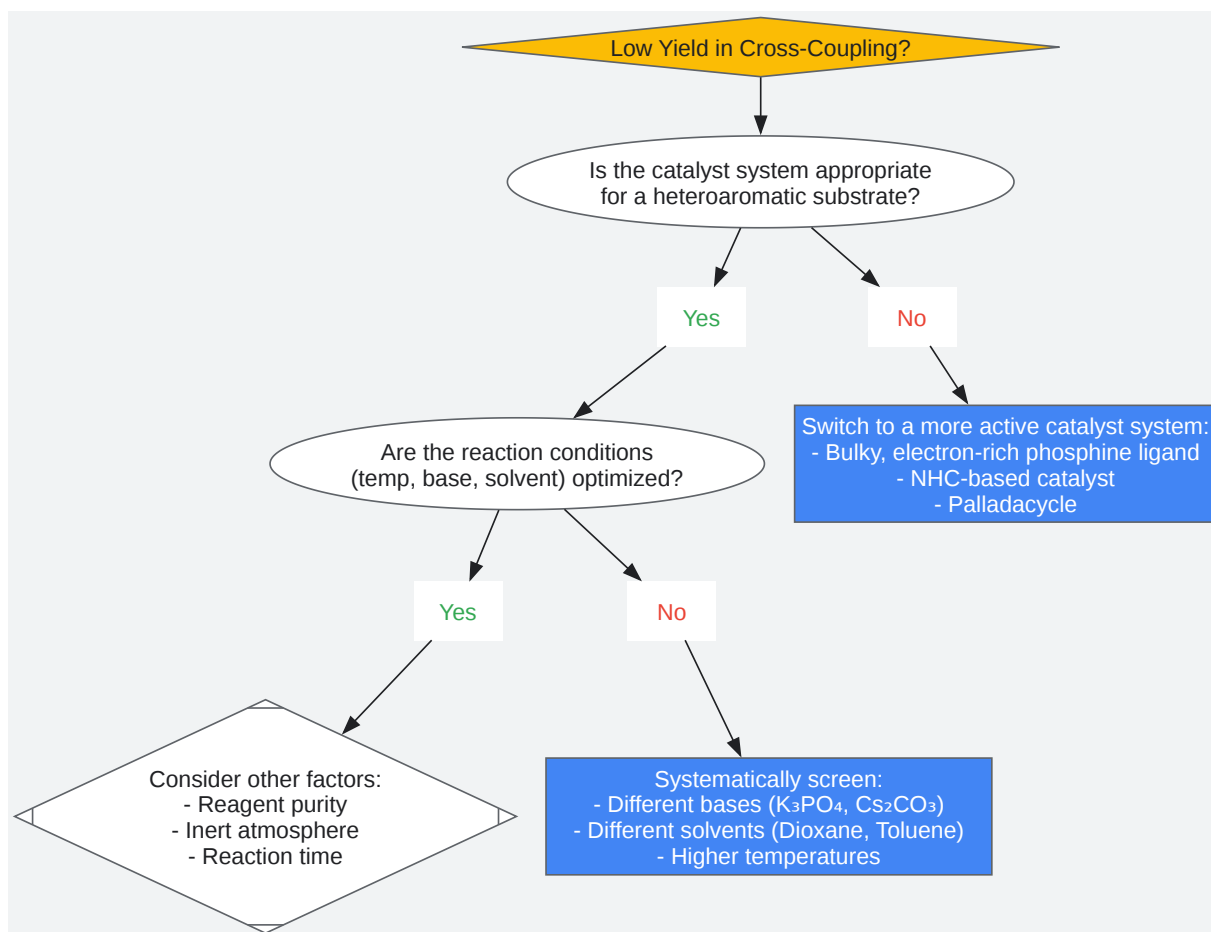 Low Yield in Cross-Coupling?
Is the catalyst system appropriate
for a heteroaromatic substrate?
Yes
No
Switch to a more active catalyst system:
- Bulky, electron-rich phosphine ligand
- NHC-based catalyst
- Palladacycle
Are the reaction conditions
(temp, base, solvent) optimized?
Yes
No
Consider other factors:
- Reagent purity
- Inert atmosphere
- Reaction time
Systematically screen:
- Different bases (K₃PO₄, Cs₂CO₃)
- Different solvents (Dioxane, Toluene)
- Higher temperatures